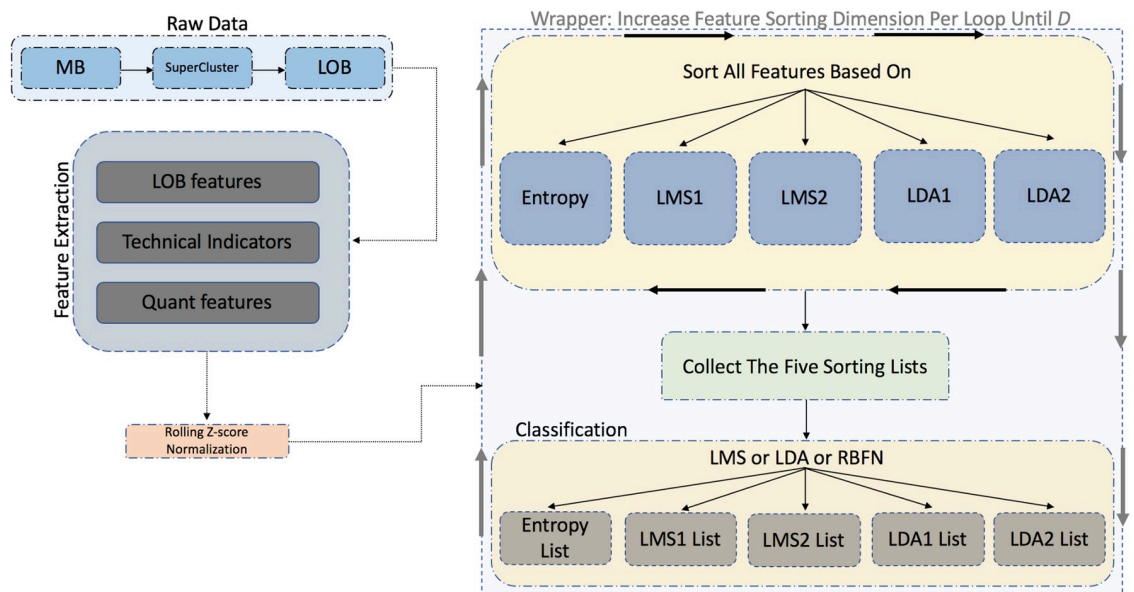 Raw Data
MB
SuperCluster
LOB
Feature Extraction
LOB features
Technical Indicators
Quant features
Rolling Z-score
Normalization
Wrapper: Increase Feature Sorting Dimension Per Loop Until D
Sort All Features Based On
Entropy
LMS1
LMS2
LDA1
LDA2
Collect The Five Sorting Lists
Classification
LMS or LDA or RBFN
Entropy
List
LMS1 List
LMS2 List
LDA1 List
LDA2 List